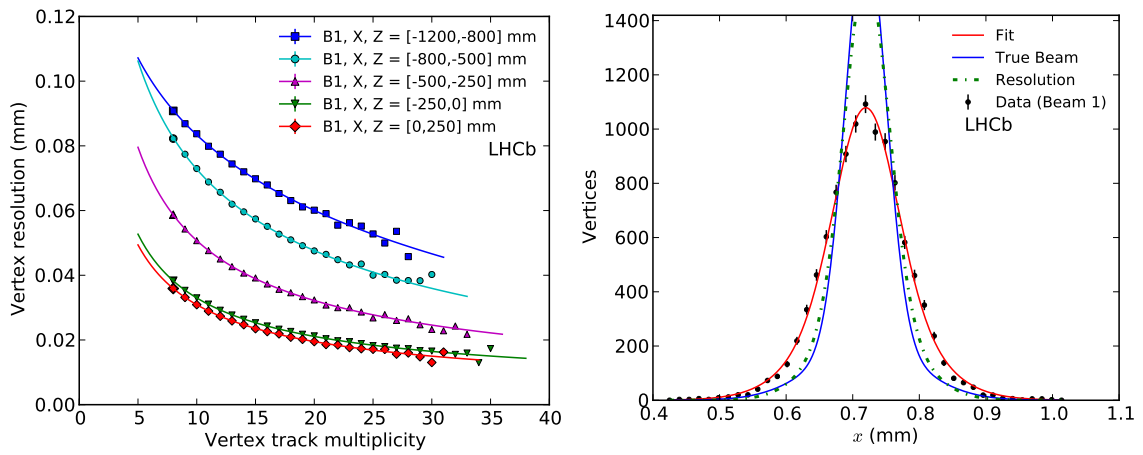 0.12
0.10
0.08
0.06
0.04
0.02
0.00
Vertex resolution (mm)
B1, X, Z = [-1200,-800] mm
B1, X, Z = [-800,-500] mm
B1, X, Z = [-500,-250] mm
B1, X, Z = [-250,0] mm
B1, X, Z = [0,250] mm
LHCb
0 5 10 15 20 25 30 35 40
Vertex track multiplicity
1400
1200
1000
800
600
400
200
0
Vertices
Fit
True Beam
Resolution
Data (Beam 1)
LHCb
0.4 0.5 0.6 0.7 0.8 0.9 1.0 1.1
x (mm)